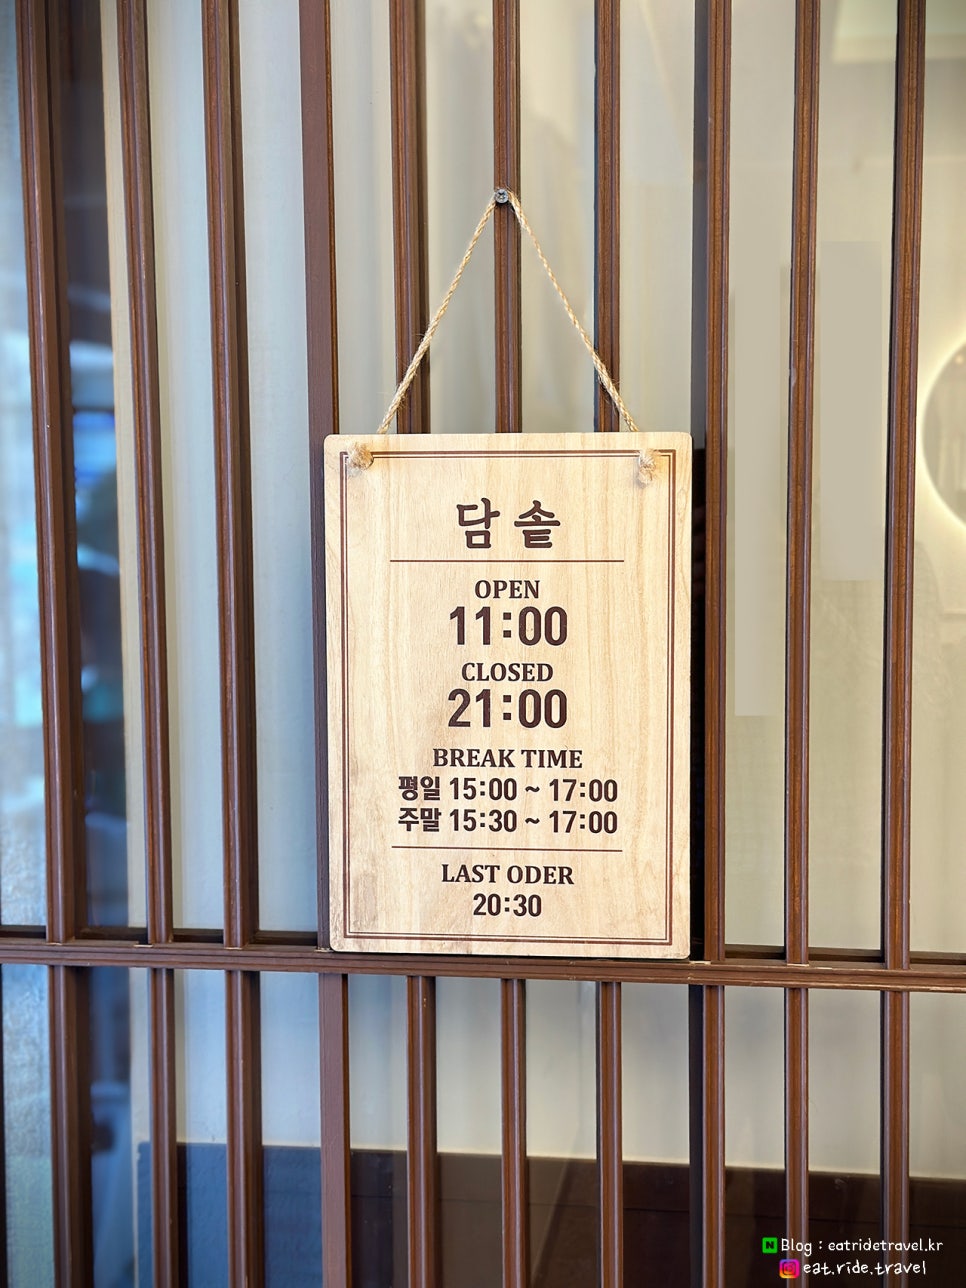 담솥
OPEN
11:00
CLOSED
21:00
BREAK TIME
평일 15:00 ~ 17:00
주말 15:30 ~ 17:00
LAST ODER
20:30
Blog : eatridetravel.kr
eat.ride.travel